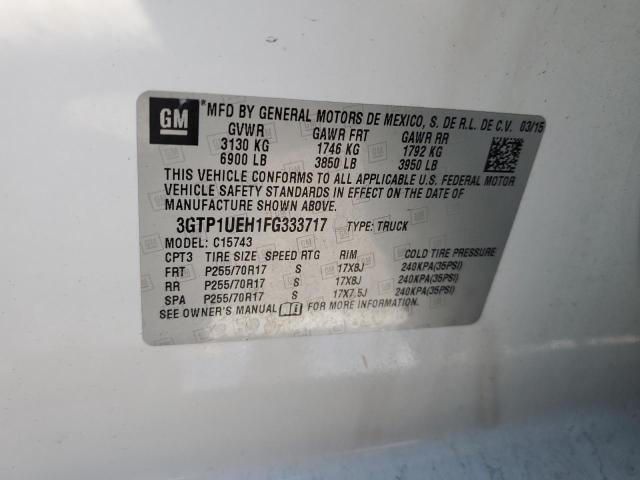 GM
*MFD BY GENERAL MOTORS DE MEXICO, S. DE R.L. DE C.V. 03/15
GVWR GAWR FRT GAWR RR
3130 KG 1746 KG 1792 KG
6900 LB 3850 LB 3950 LB
THIS VEHICLE CONFORMS TO ALL APPLICABLE U.S. FEDERAL MOTOR
VEHICLE SAFETY STANDARDS IN EFFECT ON THE DATE OF
MANUFACTURE SHOWN ABOVE.
3GTP1UEH1FG333717 TYPE: TRUCK
MODEL: C15743
CPT3 TIRE SIZE SPEED RTG RIM COLD TIRE PRESSURE
FRT P255/70R17 S 17X8J 240KPA(35PSI)
RR P255/70R17 S 17X8J 240KPA(35PSI)
SPA P255/70R17 S 17X7.5J 240KPA(35PSI)
SEE OWNER'S MANUAL FOR MORE INFORMATION.